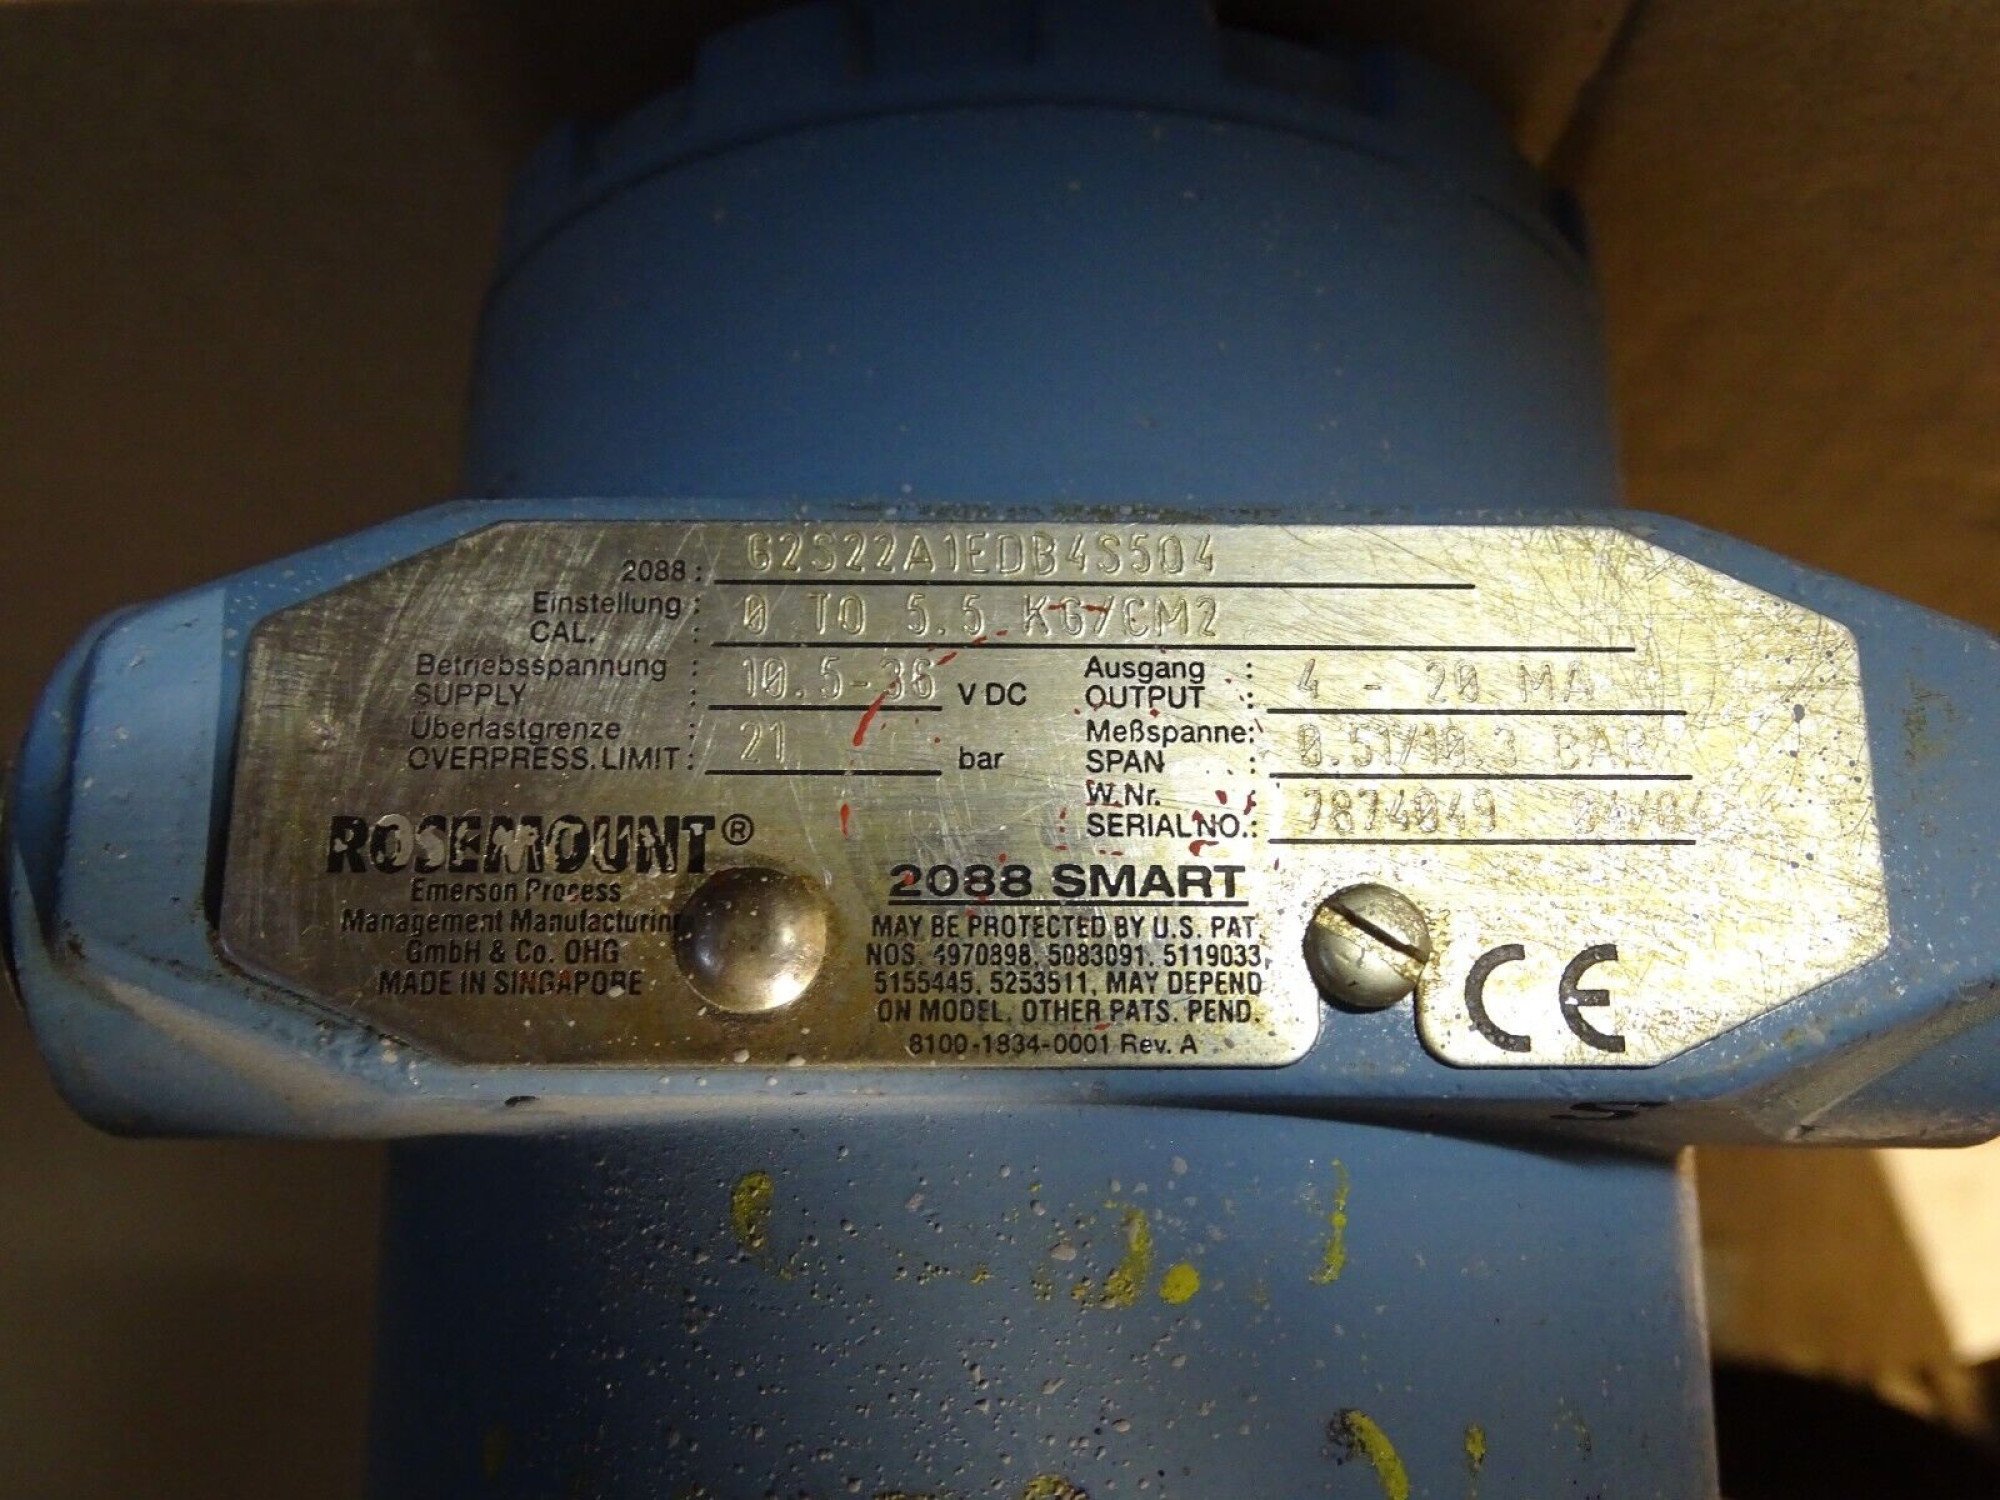 2088 : G2S22A1EDB4S5Q4
Einstellung : 0 TO 5.5 KG/CM2
CAL. :
Betriebsspannung : 10.5-36 V DC
SUPPLY :
Ausgang : 4 - 20 MA
OUTPUT :
Überlastgrenze : 21 bar
OVERPRESS. LIMIT :
Meßspanne: 0.51/10.3 BAR
SPAN :
W.Nr. : 7874049
SERIAL NO.:
ROSEMOUNT®
Emerson Process
Management Manufacturing
GmbH & Co. OHG
MADE IN SINGAPORE
2088 SMART
MAY BE PROTECTED BY U.S. PAT.
NOS. 4970898, 5083091, 5119033,
5155445, 5253511, MAY DEPEND
ON MODEL. OTHER PATS. PEND.
8100-1834-0001 Rev. A
CE